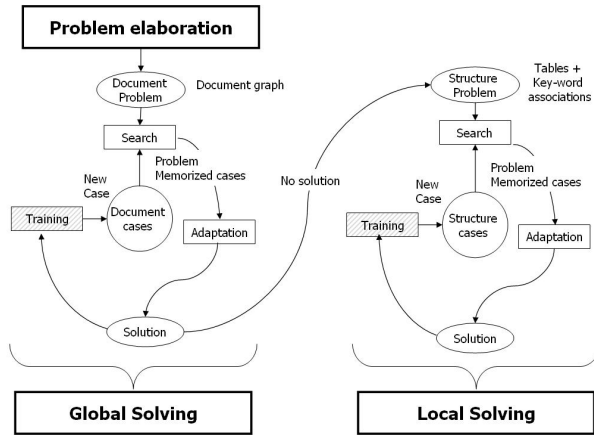 Problem elaboration
Document
Problem
Document graph
Search
Problem
Memorized cases
New
Case
Training
Document
cases
Adaptation
Solution
Global Solving
No solution
Structure
Problem
Tables +
Key-word
associations
Search
Problem
Memorized cases
New
Case
Training
Structure
cases
Adaptation
Solution
Local Solving